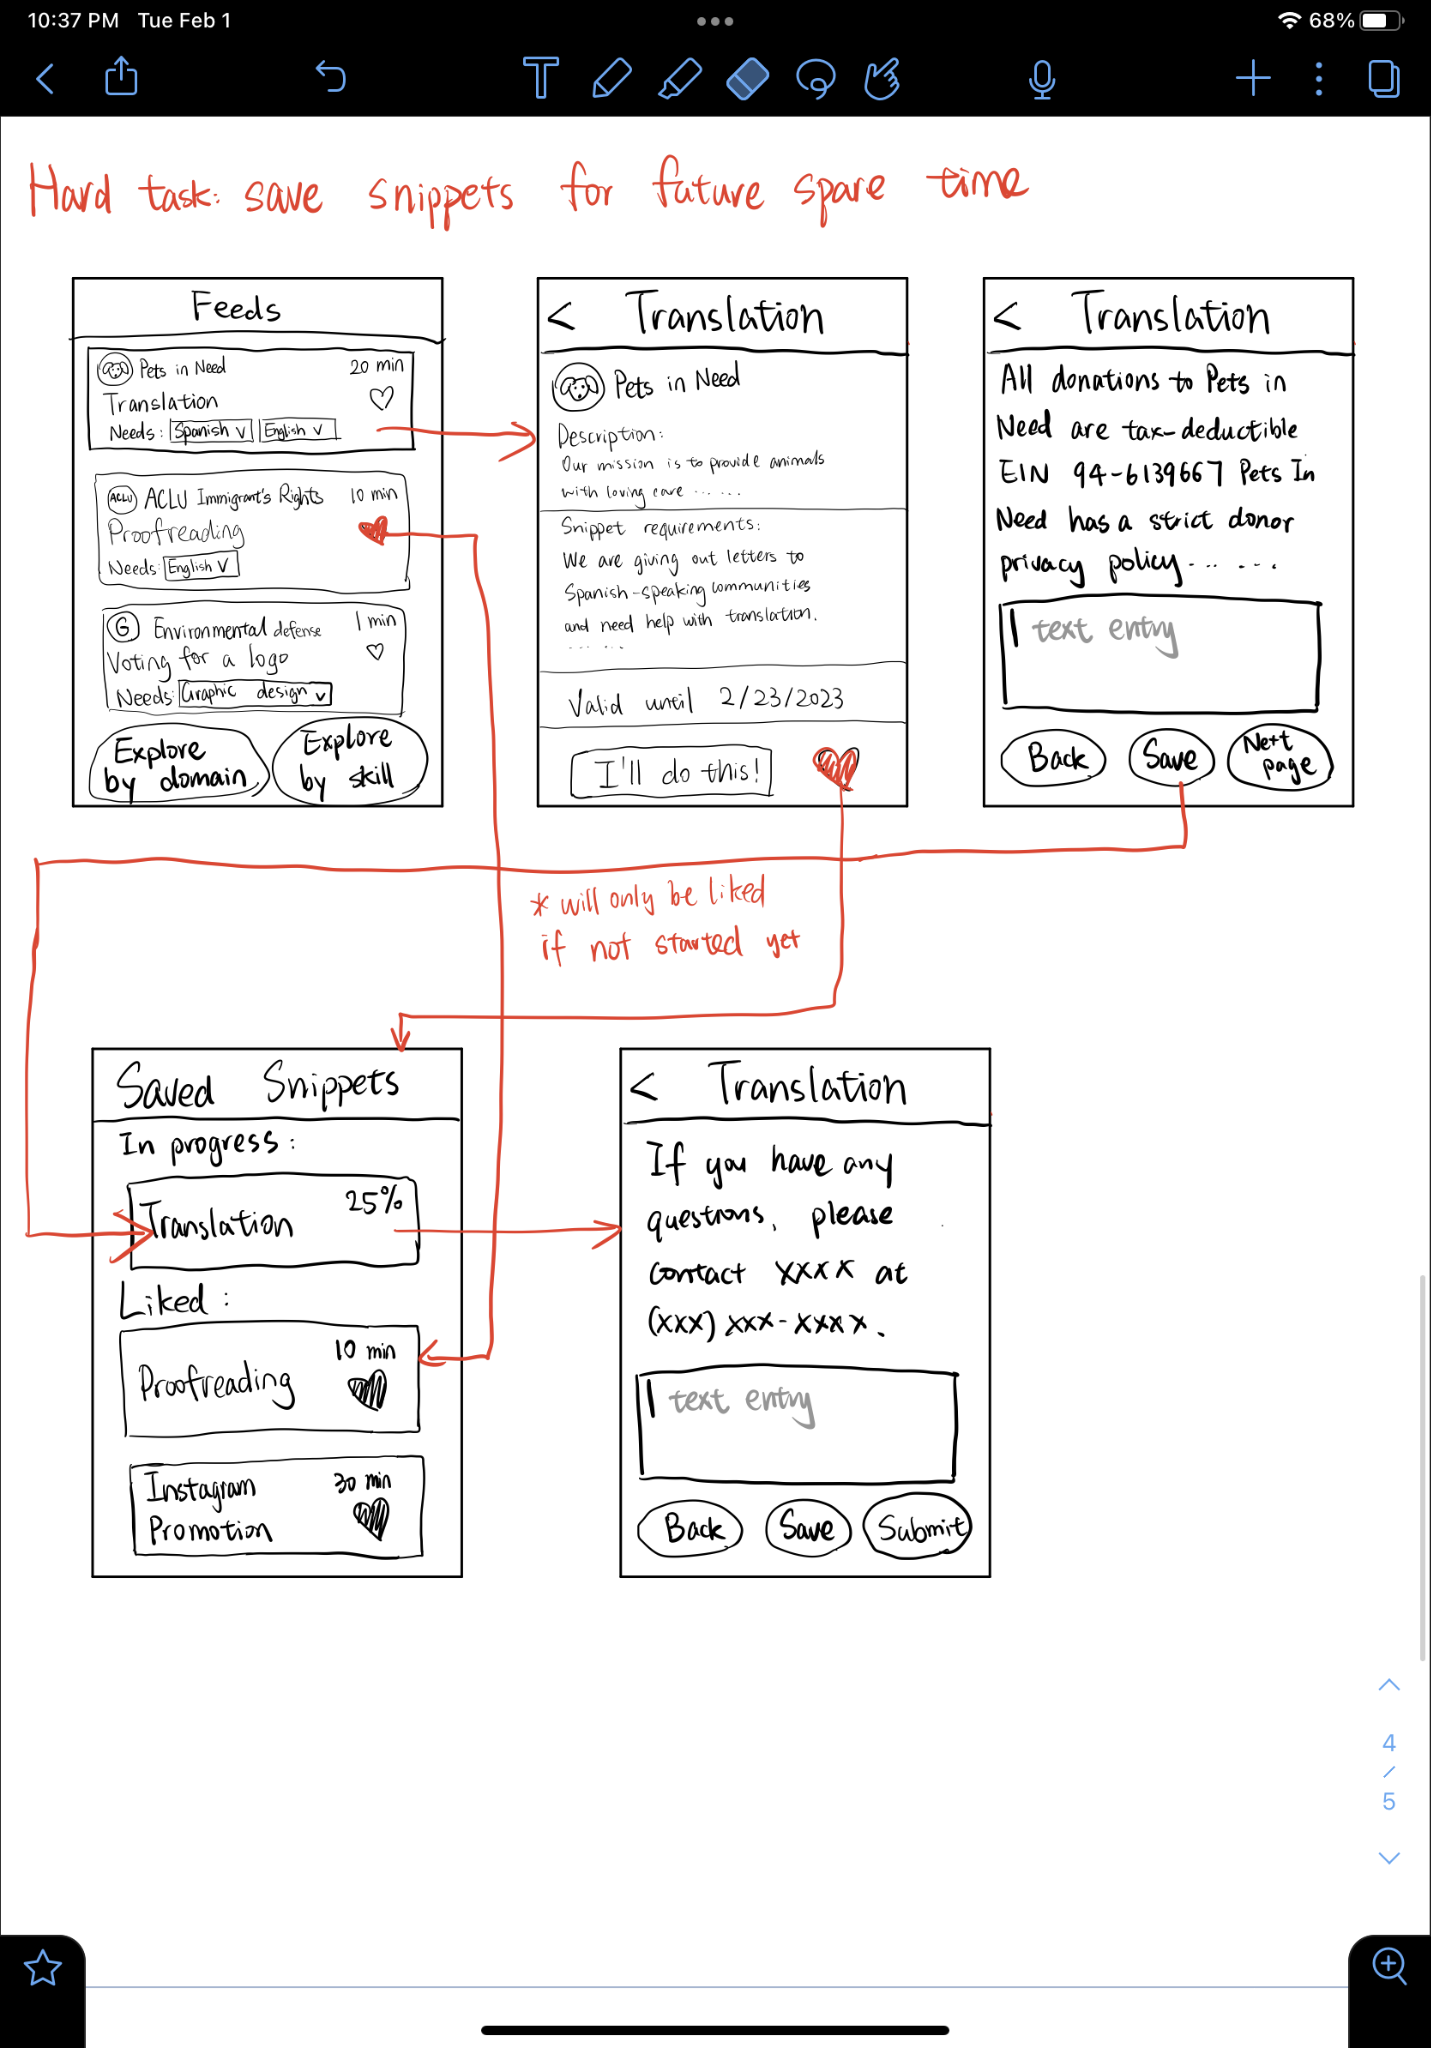 10:37 PM Tue Feb 1
68%
Hard task: save snippets for future spare time
Feeds
Pets in Need 20 min
Translation
Needs: Spanish English
ACLU ACLU Immigrant's Rights 10 min
Proofreading
Needs: English
G Environmental defense 1 min
Voting for a logo
Needs: Graphic design
Explore by domain
Explore by skill
< Translation
Pets in Need
Description:
Our mission is to provide animals
with loving care ... ...
Snippet requirements:
We are giving out letters to
Spanish-speaking communities
and need help with translation.
... ...
Valid until 2/23/2023
I'll do this!
< Translation
All donations to Pets in
Need are tax-deductible
EIN 94-6139667 Pets In
Need has a strict donor
privacy policy ... ...
text entry
Back
Save
Next page
* will only be liked
if not started yet
Saved Snippets
In progress:
Translation 25%
Liked:
Proofreading 10 min
Instagram 30 min
Promotion
< Translation
If you have any
questions, please
contact xxxx at
(xxx) xxx-xxxx.
text entry
Back
Save
Submit
4
/
5